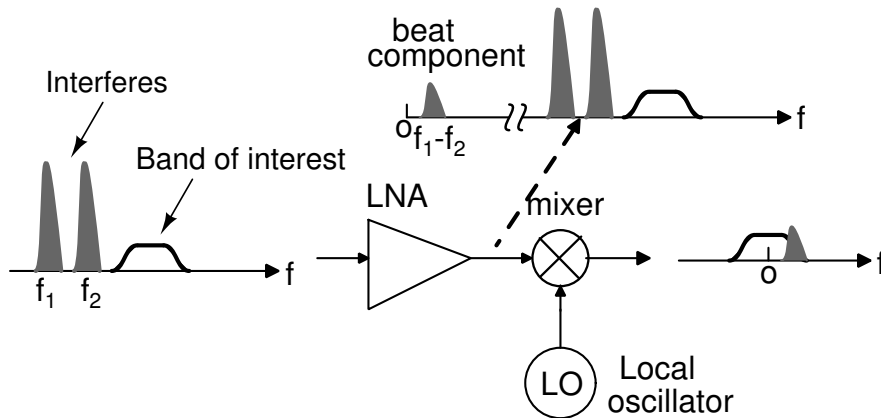 beat
component
Interferes
o
f₁-f₂
f
Band of interest
LNA
mixer
f₁
f₂
f
o
f
LO
Local
oscillator